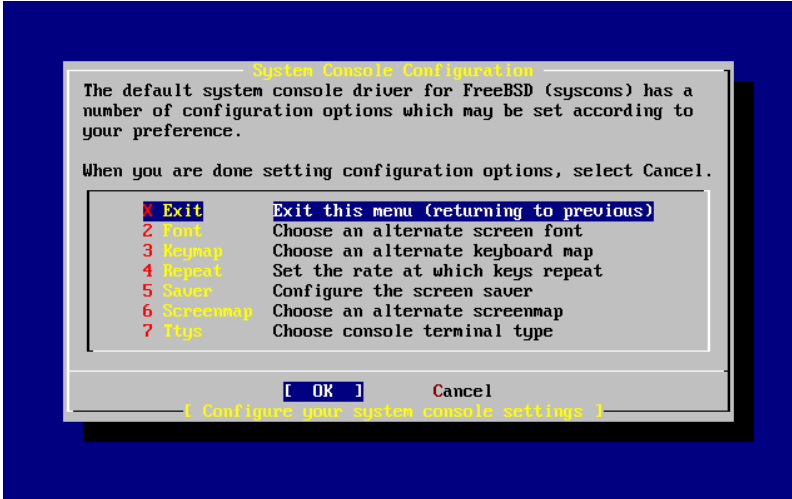 System Console Configuration
The default system console driver for FreeBSD (syscons) has a
number of configuration options which may be set according to
your preference.
When you are done setting configuration options, select Cancel.
X Exit Exit this menu (returning to previous)
2 Font Choose an alternate screen font
3 Keymap Choose an alternate keyboard map
4 Repeat Set the rate at which keys repeat
5 Saver Configure the screen saver
6 Screenmap Choose an alternate screenmap
7 Ttys Choose console terminal type
[ OK ] Cancel
[ Configure your system console settings ]